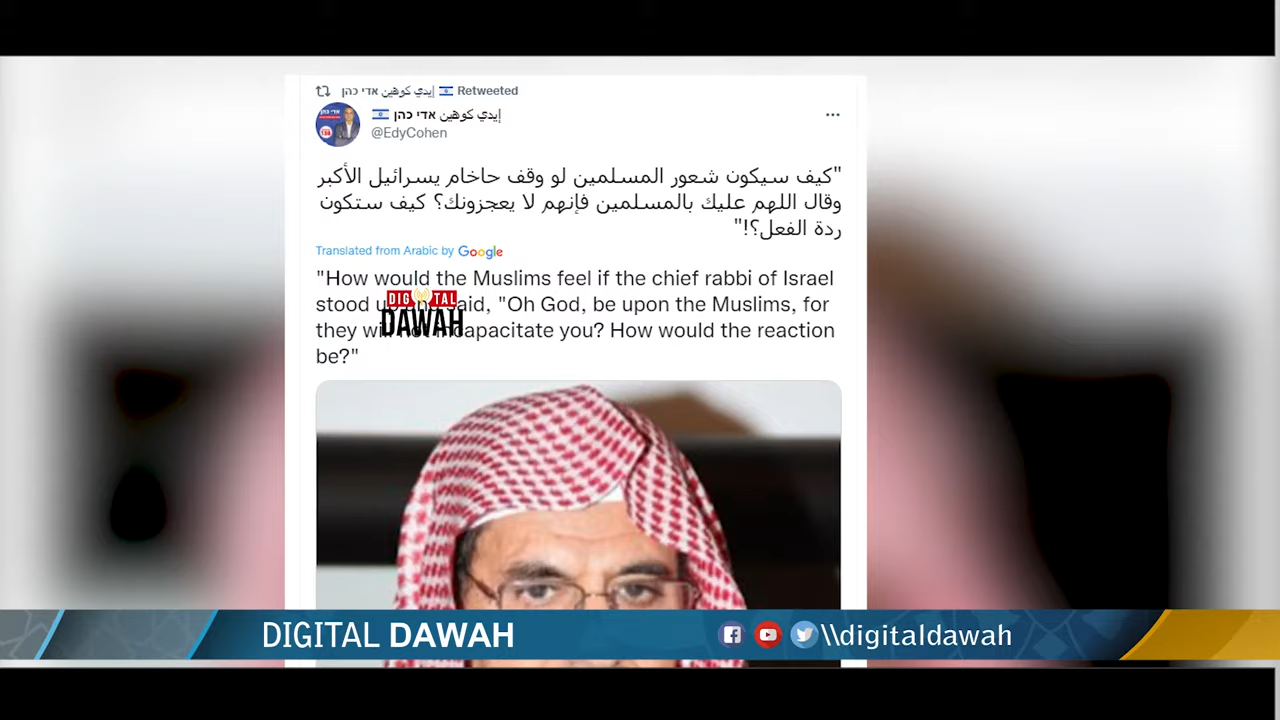 إيدي كوهين אדי כהן Retweeted
إيدي كوهين אדי כהן
@EdyCohen
"كيف سيكون شعور المسلمين لو وقف حاخام يسرائيل الأكبر
وقال اللهم عليك بالمسلمين فإنهم لا يعجزونك؟ كيف ستكون
ردة الفعل؟!"
Translated from Arabic by Google
"How would the Muslims feel if the chief rabbi of Israel
stood "Oh God, be upon the Muslims, for
they you? How would the reaction
be?"
DIGITAL
DAWAH
DIGITAL DAWAH
\\digitaldawah